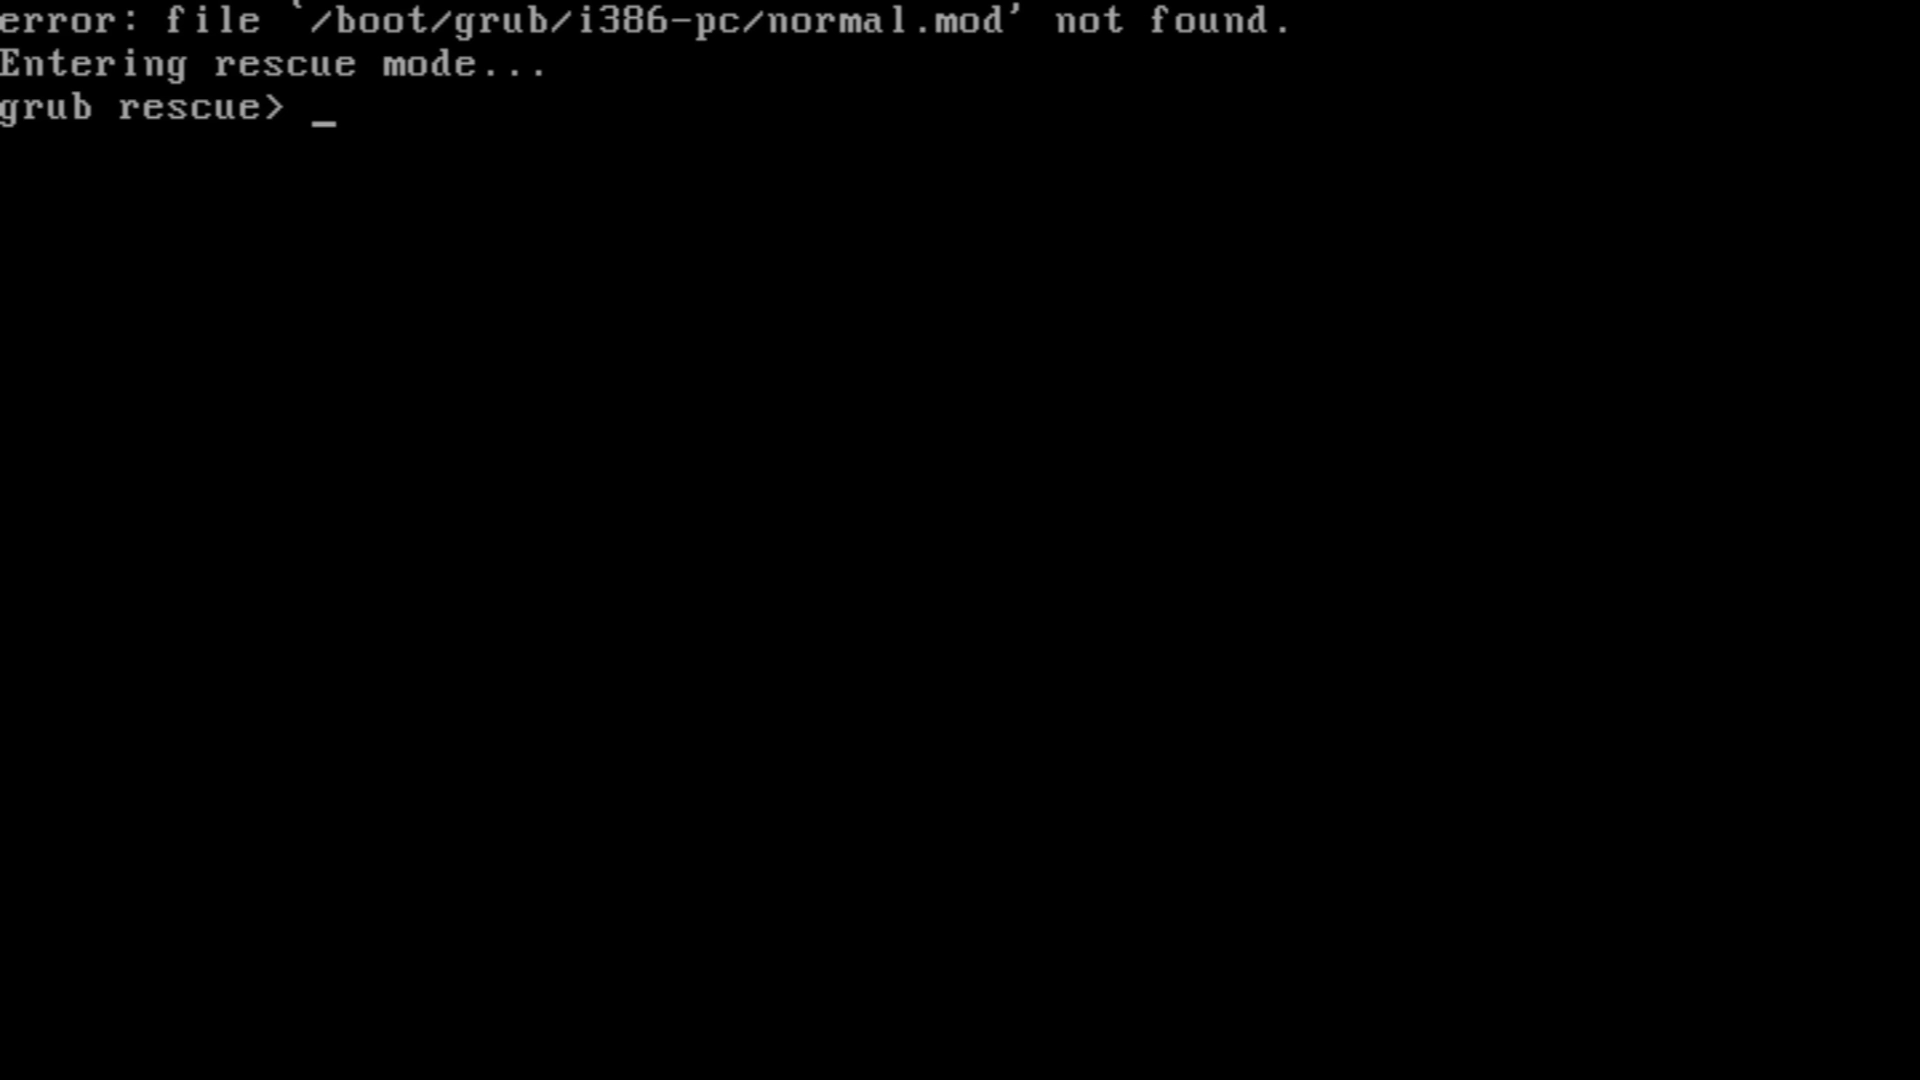 error: file `/boot/grub/i386-pc/normal.mod' not found.
Entering rescue mode...
grub rescue> _